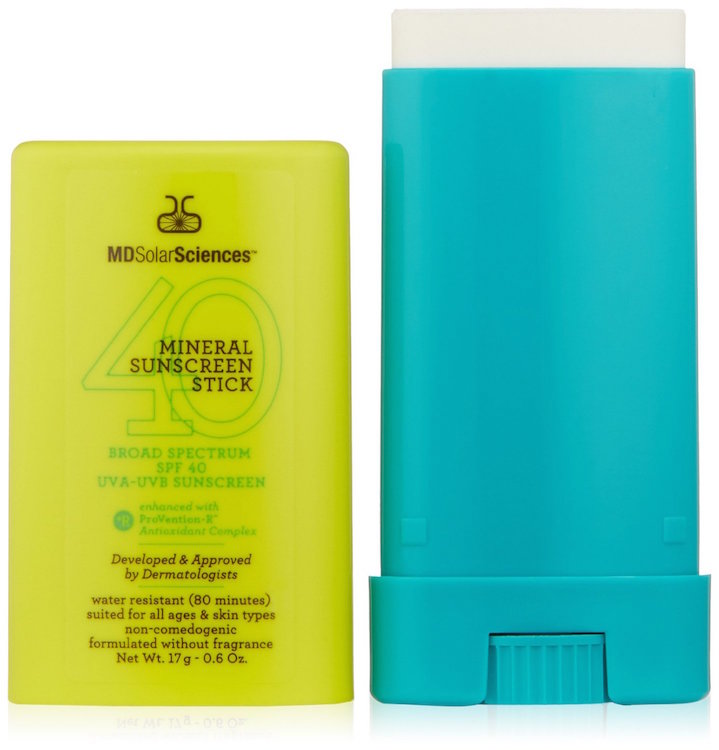 MDSolarSciences™
40
MINERAL
SUNSCREEN
STICK
BROAD SPECTRUM
SPF 40
UVA-UVB SUNSCREEN
enhanced with
ProVention-R™
Antioxidant Complex
Developed & Approved
by Dermatologists
water resistant (80 minutes)
suited for all ages & skin types
non-comedogenic
formulated without fragrance
Net Wt. 17g - 0.6 Oz.